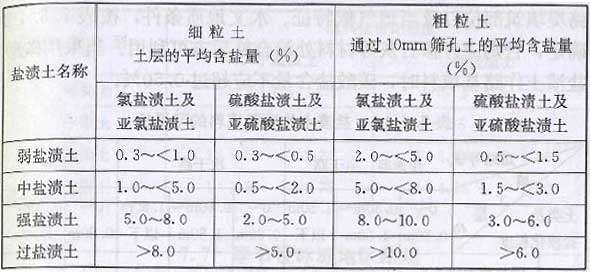 盐渍土名称
细粒土
土层的平均含盐量(%)
粗粒土
通过10mm筛孔土的平均含盐量
(%)
氯盐渍土及
亚氯盐渍土
硫酸盐渍土及
亚硫酸盐渍土
氯盐渍土及
亚氯盐渍土
硫酸盐渍土及
亚硫酸盐渍土
弱盐渍土 0.3~<1.0 0.3~<0.5 2.0~<5.0 0.5~<1.5
中盐渍土 1.0~<5.0 0.5~<2.0 5.0~<8.0 1.5~<3.0
强盐渍土 5.0~8.0 2.0~5.0 8.0~10.0 3.0~6.0
过盐渍土 >8.0 >5.0 >10.0 >6.0